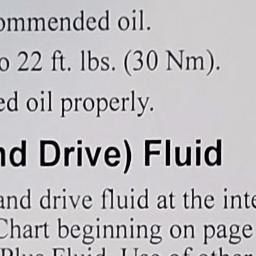 ommended oil.
o 22 ft. lbs. (30 Nm).
ed oil properly.
nd Drive) Fluid
and drive fluid at the inte
Chart beginning on page
Plus Fluid. Use of other